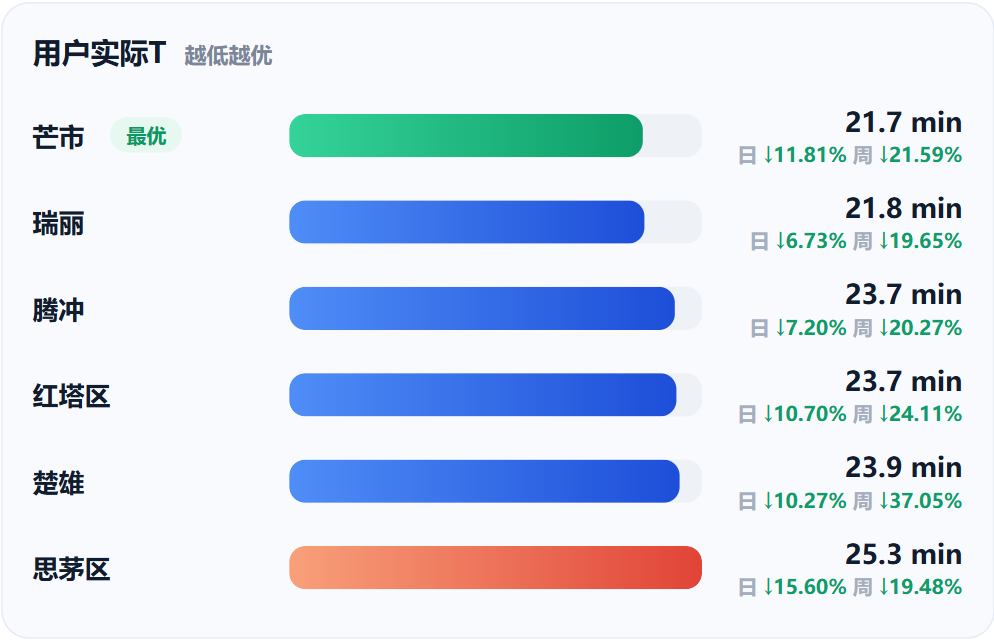 用户实际T 越低越优
芒市 最优 21.7 min
日 ↓11.81% 周 ↓21.59%
瑞丽 21.8 min
日 ↓6.73% 周 ↓19.65%
腾冲 23.7 min
日 ↓7.20% 周 ↓20.27%
红塔区 23.7 min
日 ↓10.70% 周 ↓24.11%
楚雄 23.9 min
日 ↓10.27% 周 ↓37.05%
思茅区 25.3 min
日 ↓15.60% 周 ↓19.48%